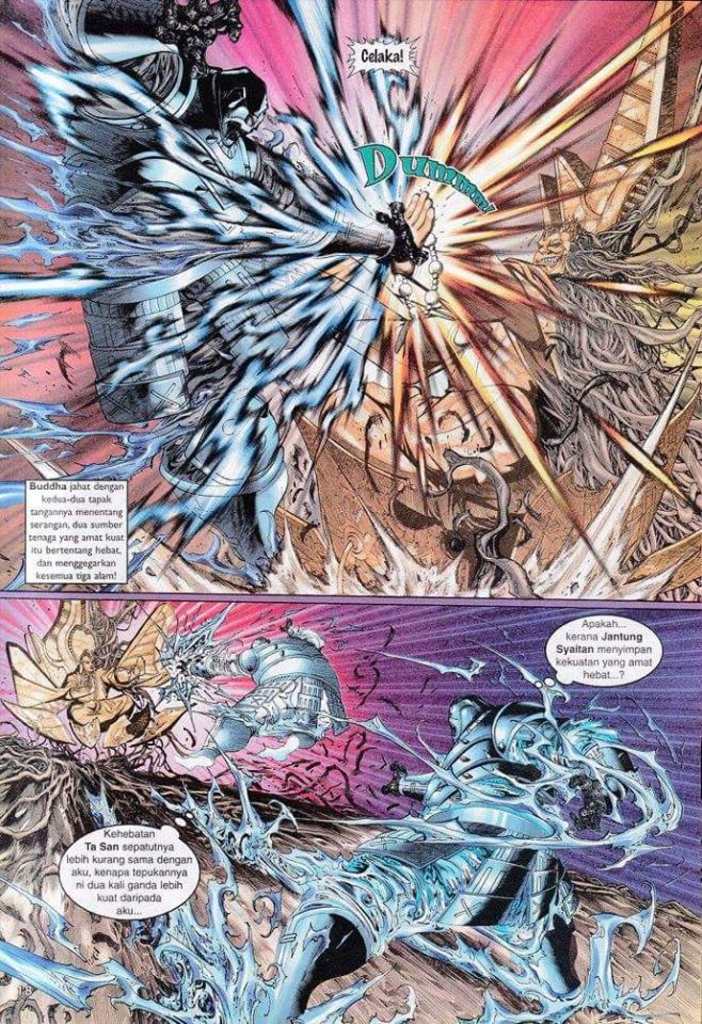 Celaka!
Dummm!
Buddha jahat dengan
kedua-dua tapak
tangannya menentang
serangan, dua sumber
tenaga yang amat kuat
itu bertentang hebat,
dan menggegarkan
kesemua tiga alam!
Apakah...
kerana Jantung
Syaitan menyimpan
kekuatan yang amat
hebat...?
Kehebatan
Ta San sepatutnya
lebih kurang sama dengan
aku, kenapa tepukannya
ni dua kali ganda lebih
kuat daripada
aku...